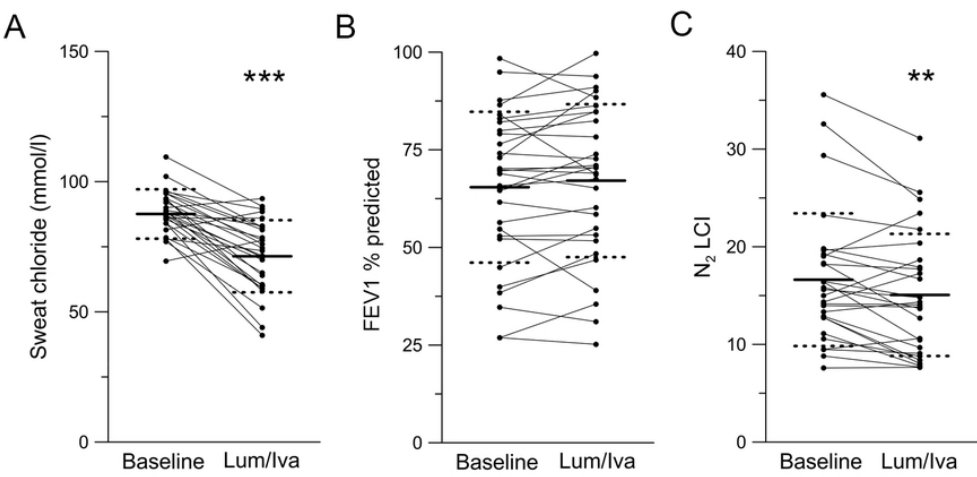 A
Sweat chloride (mmol/l)
150
100
50
0
***
Baseline
Lum/Iva
B
FEV1 % predicted
100
75
50
25
0
Baseline
Lum/Iva
C
N₂ LCI
40
30
20
10
0
**
Baseline
Lum/Iva